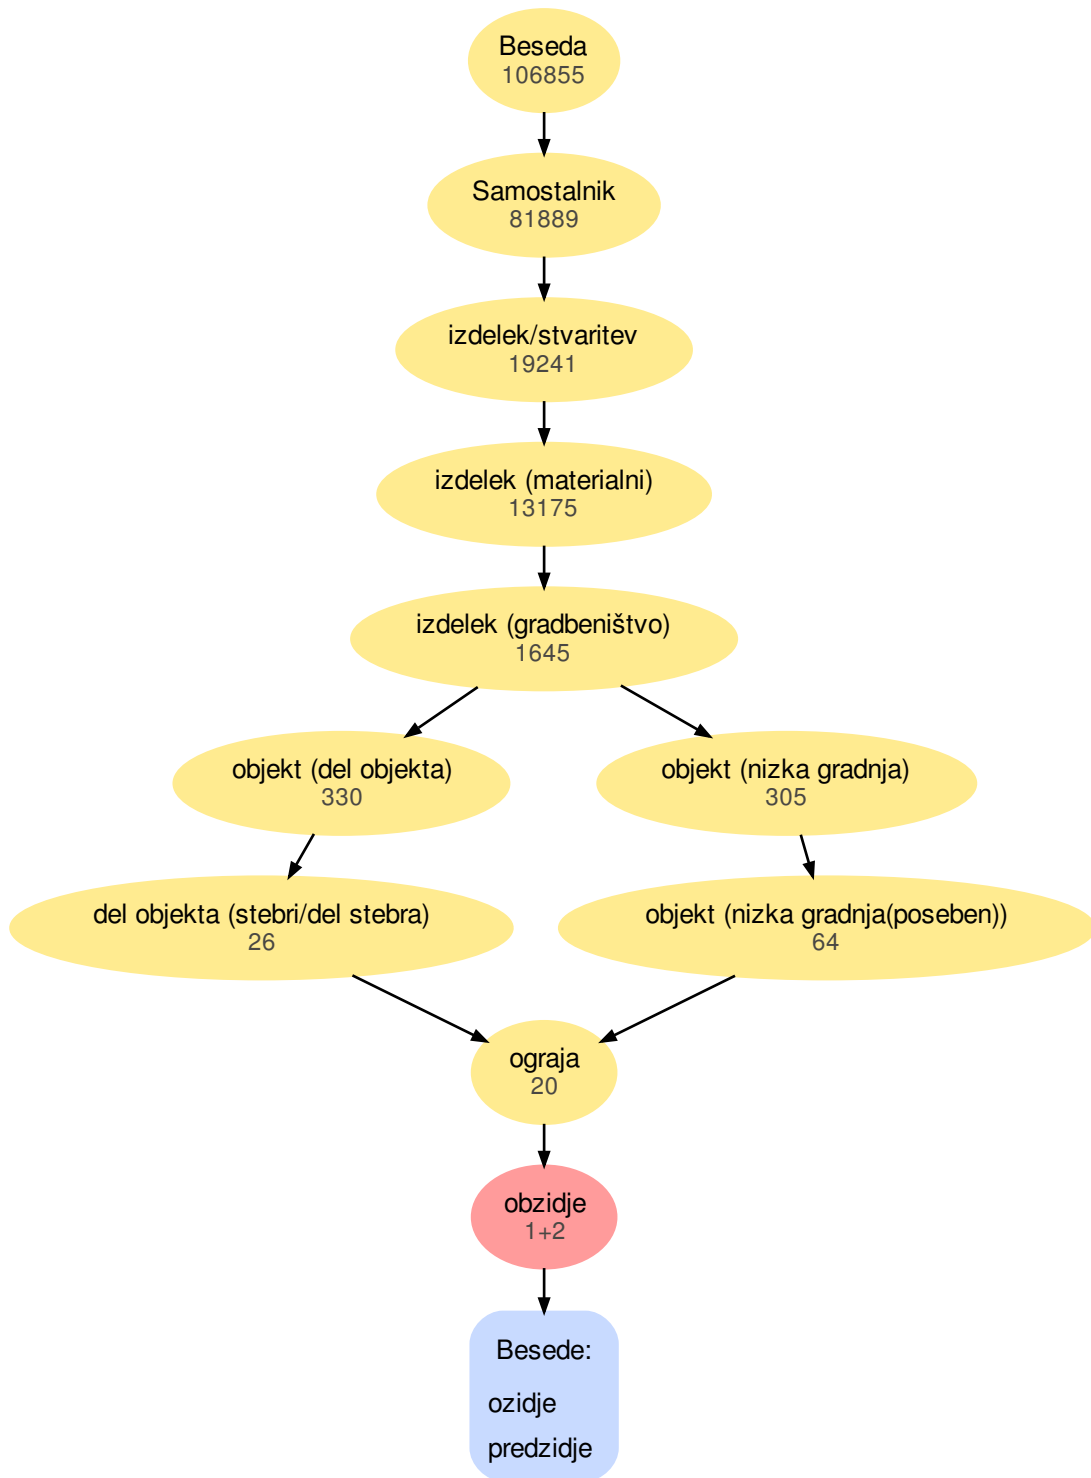 Beseda
106855
Samostalnik
81889
izdelek/stvaritev
19241
izdelek (materialni)
13175
izdelek (gradbeništvo)
1645
objekt (del objekta)
330
objekt (nizka gradnja)
305
del objekta (stebri/del stebra)
26
objekt (nizka gradnja(poseben))
64
ograja
20
obzidje
1+2
Besede:
ozidje
predzidje